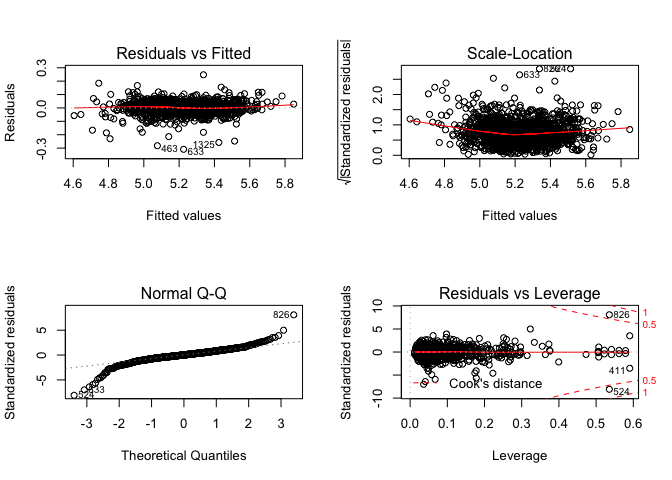 Residuals vs Fitted
Residuals
0.3
0.0
-0.3
463
633
1325
4.6 4.8 5.0 5.2 5.4 5.6 5.8
Fitted values
Scale-Location
√|Standardized residuals|
2.0
1.0
0.0
633
826
524
4.6 4.8 5.0 5.2 5.4 5.6 5.8
Fitted values
Normal Q-Q
Standardized residuals
5
0
-5
826
633
524
-3 -2 -1 0 1 2 3
Theoretical Quantiles
Residuals vs Leverage
Standardized residuals
10
5
0
-10
826
411
524
1
0.5
0.5
1
Cook's distance
0.0 0.1 0.2 0.3 0.4 0.5 0.6
Leverage